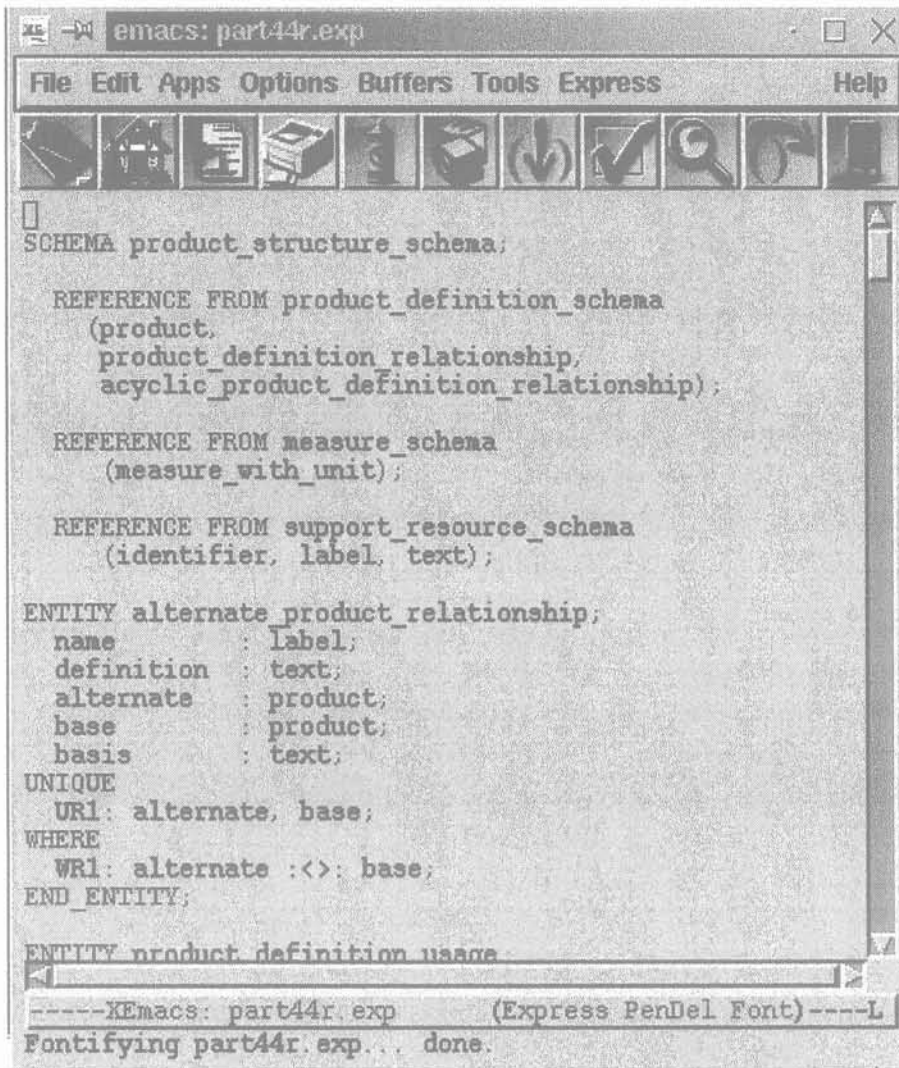 emacs: part44r.exp
File Edit Apps Options Buffers Tools Express Help
SCHEMA product_structure_schema;
REFERENCE FROM product_definition_schema
(product,
product_definition_relationship,
acyclic_product_definition_relationship);
REFERENCE FROM measure_schema
(measure_with_unit);
REFERENCE FROM support_resource_schema
(identifier, label, text);
ENTITY alternate_product_relationship;
name : label;
definition : text;
alternate : product;
base : product;
basis : text;
UNIQUE
UR1: alternate, base;
WHERE
WR1: alternate :<>: base;
END_ENTITY;
ENTITY product_definition_usage
-----XEmacs: part44r.exp (Express PenDel Font)----L
Fontifying part44r.exp... done.